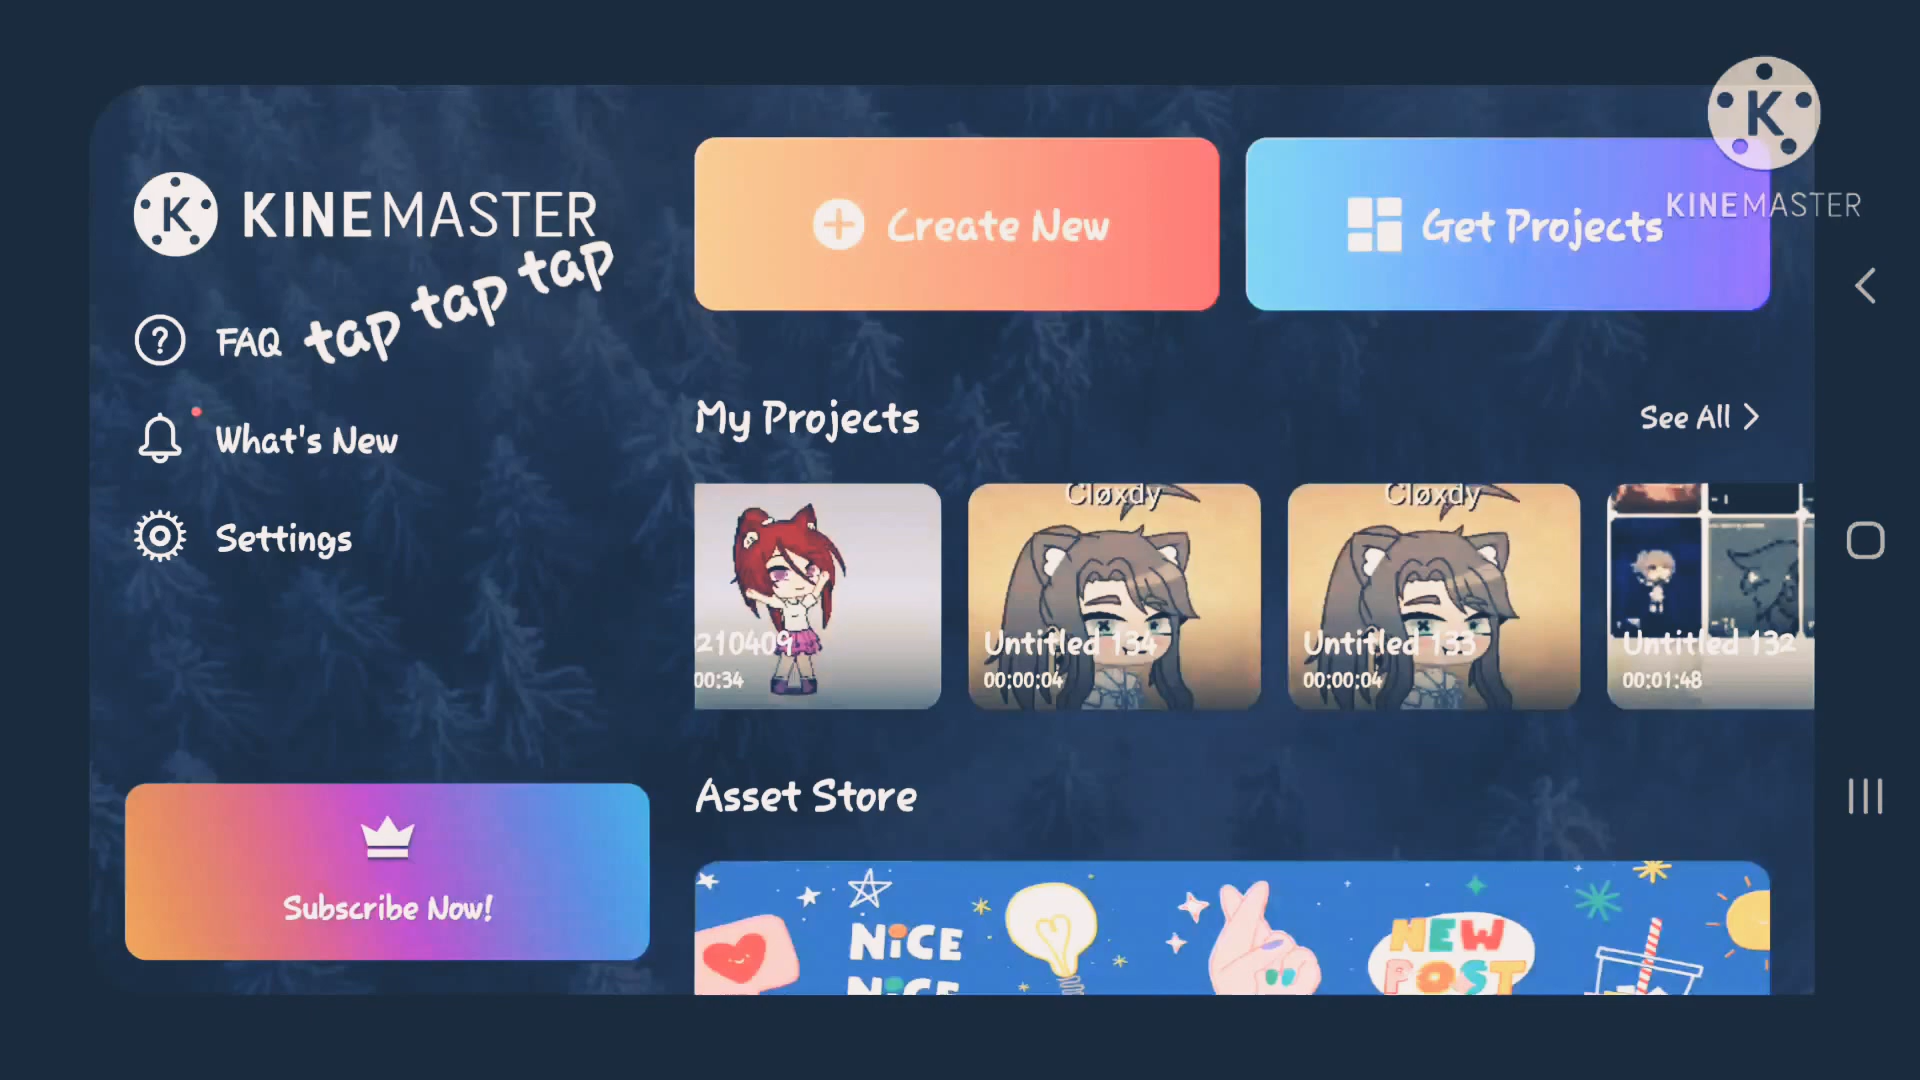 KINEMASTER
FAQ
tap tap tap
What's New
Settings
Subscribe Now!
Create New
Get Projects
K
KINEMASTER
My Projects
See All
210409
00:34
Cløxdy
Untitled 134
00:00:04
Cløxdy
Untitled 133
00:00:04
Untitled 132
00:01:48
Asset Store
NiCE
NiCE
NEW
POST